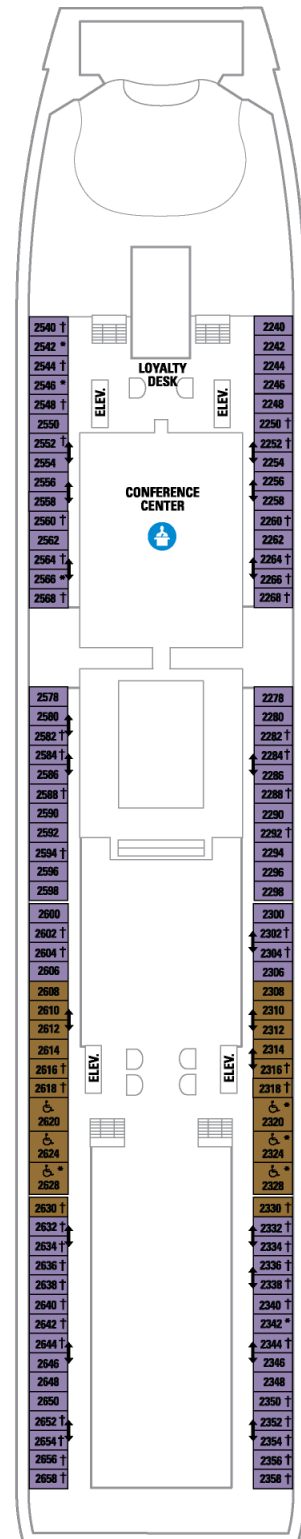 2540 † 2240
2542 * 2242
2544 † LOYALTY 2244
2546 * DESK 2246
2548 † ELEV. ELEV. 2248
2550 2250 †
2552 † 2252 †
2554 2254
2556 CONFERENCE 2256
2558 CENTER 2258
2560 † 2260 †
2562 2262
2564 † 2264 †
2566 * 2266 †
2568 † 2268 †
2578 2278
2580 2280
2582 † 2282 †
2584 † 2284 †
2586 2286
2588 † 2288 †
2590 2290
2592 2292 †
2594 † 2294
2596 2296
2598 2298
2600 2300
2602 † 2302 †
2604 † 2304 †
2606 2306
2608 2308
2610 2310
2612 2312
2614 2314
2616 † ELEV. ELEV. 2316 †
2618 † 2318 †
*
2620 2320
*
2624 2324
* *
2628 2328
2630 † 2330 †
2632 † 2332 †
2634 † 2334 †
2636 † 2336 †
2638 † 2338 †
2640 † 2340 †
2642 † 2342 *
2644 † 2344 †
2646 2346
2648 2348
2650 2350 †
2652 † 2352 †
2654 † 2354 †
2656 † 2356 †
2658 † 2358 †